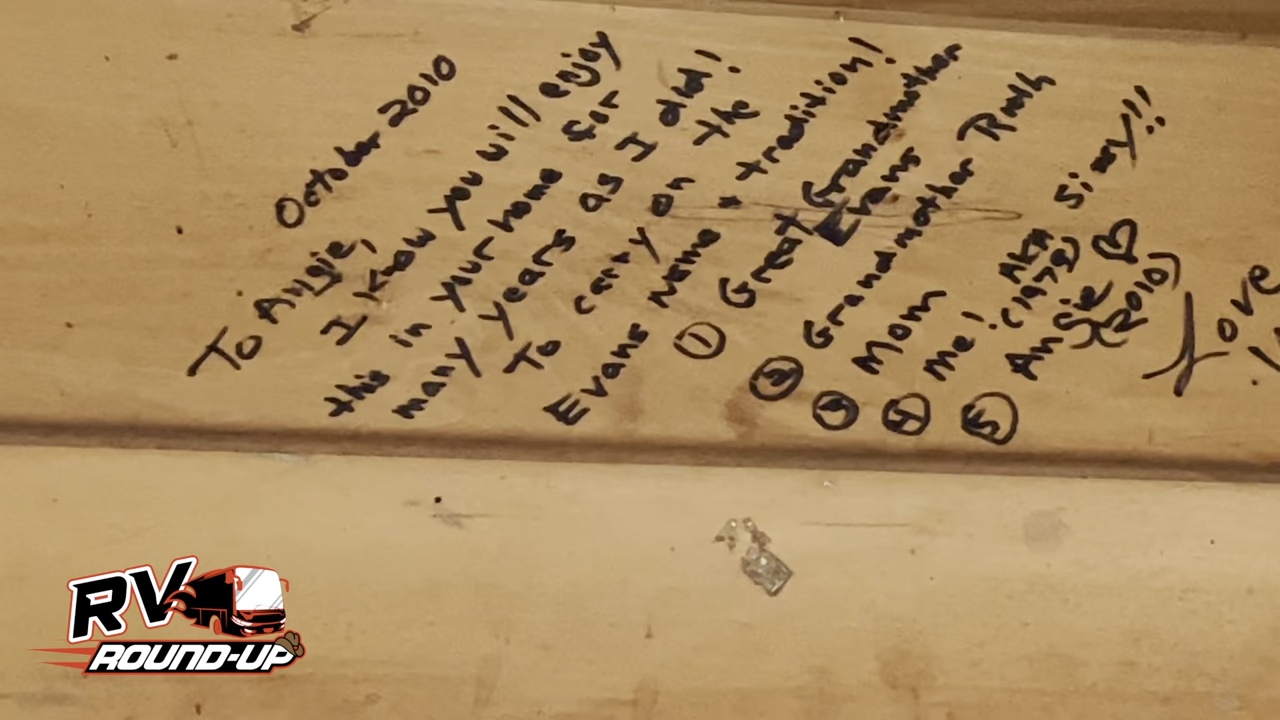 October 2010
To Angie,
I know you will enjoy
this in your home for
many years as I did!
To carry on the
Evans Name + tradition!
① Great Grandmother
Evans
② Grandmother Ruth
③ Mom
④ Me! AKA Sissy!!
(1979)
⑤ Angie ♡
(2010)
Love
RV
ROUND-UP